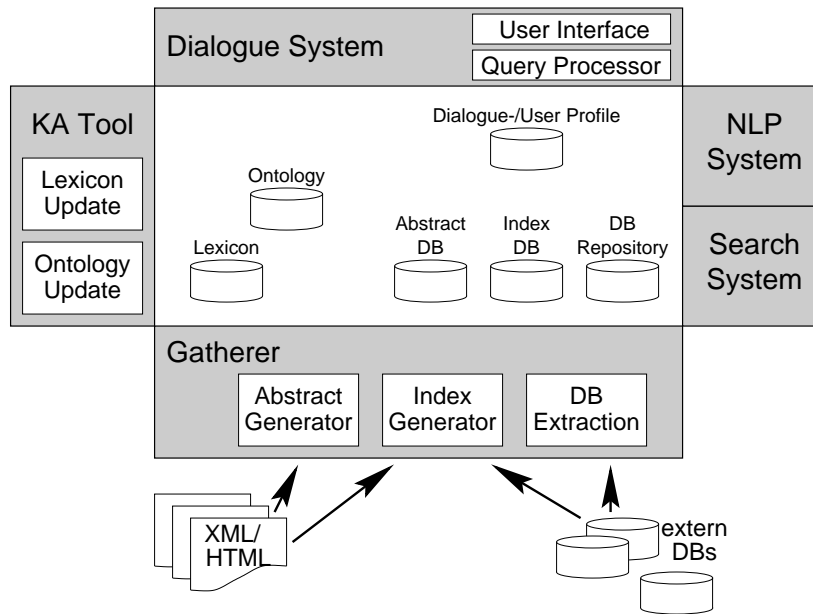 Dialogue System
User Interface
Query Processor
KA Tool
Lexicon
Update
Ontology
Update
Dialogue-/User Profile
Ontology
Lexicon
Abstract
DB
Index
DB
DB
Repository
NLP
System
Search
System
Gatherer
Abstract
Generator
Index
Generator
DB
Extraction
XML/
HTML
extern
DBs